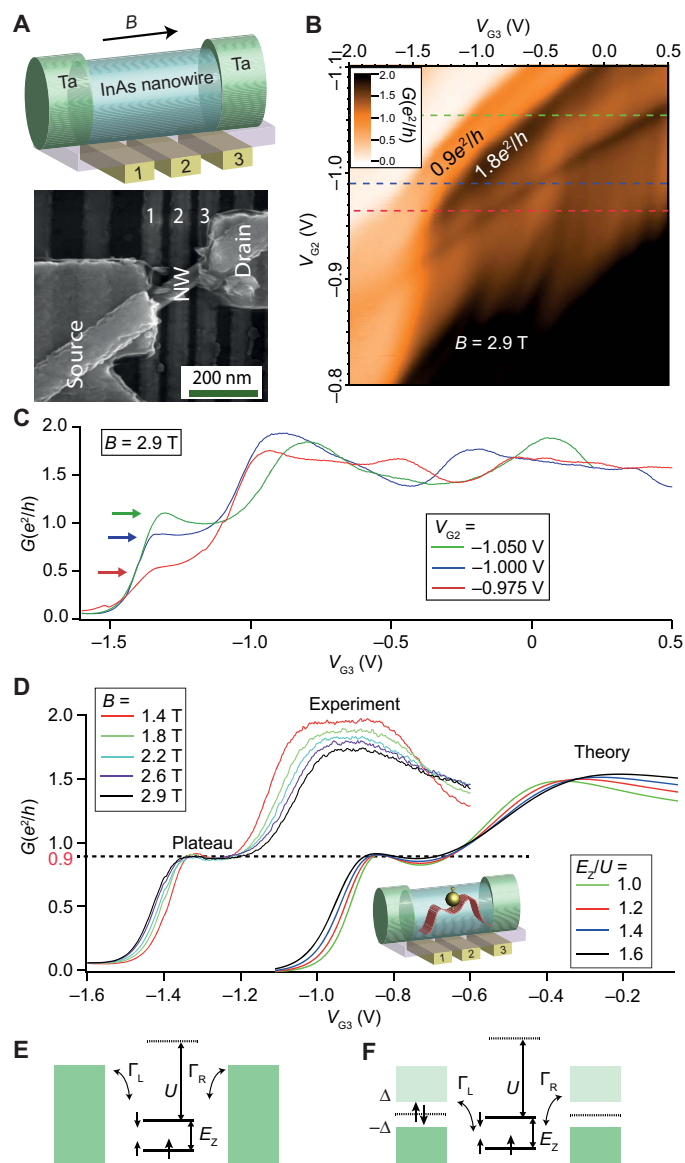 A
B
Ta
InAs nanowire
Ta
1
2
3
1 2 3
NW
Drain
Source
200 nm
B
V_G3 (V)
−2.0 −1.5 −1.0 −0.5 0.0 0.5
V_G2 (V)
−1.1
−1.0
−0.9
−0.8
G(e²/h)
2.0
1.5
1.0
0.5
0.0
0.9e²/h
1.8e²/h
B = 2.9 T
C
B = 2.9 T
G(e²/h)
2.0
1.5
1.0
0.5
0.0
V_G2 =
−1.050 V
−1.000 V
−0.975 V
−1.5 −1.0 −0.5 0 0.5
V_G3 (V)
D
B =
1.4 T
1.8 T
2.2 T
2.6 T
2.9 T
Experiment
Theory
Plateau
G(e²/h)
2.0
1.5
1.0
0.9
0.5
0.0
E_Z/U =
1.0
1.2
1.4
1.6
1
2
3
−1.6 −1.4 −1.2 −1.0 −0.8 −0.6 −0.4 −0.2
V_G3 (V)
E
Γ_L
U
Γ_R
E_Z
F
Δ
−Δ
Γ_L
U
Γ_R
E_Z